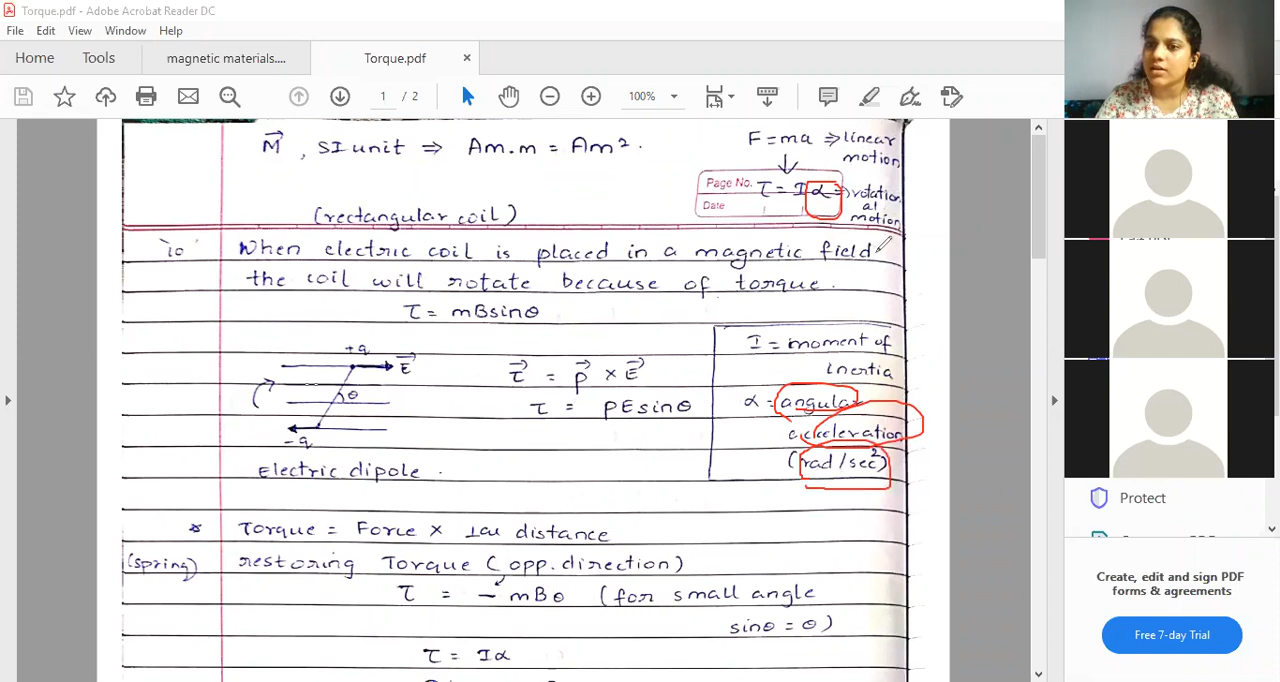 Torque.pdf - Adobe Acrobat Reader DC
File Edit View Window Help
Home Tools magnetic materials.... Torque.pdf ×
1 / 2 100%
M⃗ , SI unit ⇒ Am.m = Am².
F = ma ⇒ linear
motion
↓
Page No. τ = I α ⇒ rotation
al
Date motion
(rectangular coil)
10 When electric coil is placed in a magnetic field
the coil will rotate because of torque.
τ = mBsinθ
+q
E⃗
θ
-q
Electric dipole.
τ⃗ = p⃗ × E⃗
τ = pEsinθ
I = moment of
inertia
α = angular
acceleration
(rad/sec²)
* Torque = Force × ⊥ar distance
(spring) restoring Torque (opp. direction)
τ = - mBθ (for small angle
sinθ = θ)
τ = Iα
Protect
Create, edit and sign PDF
forms & agreements
Free 7-day Trial